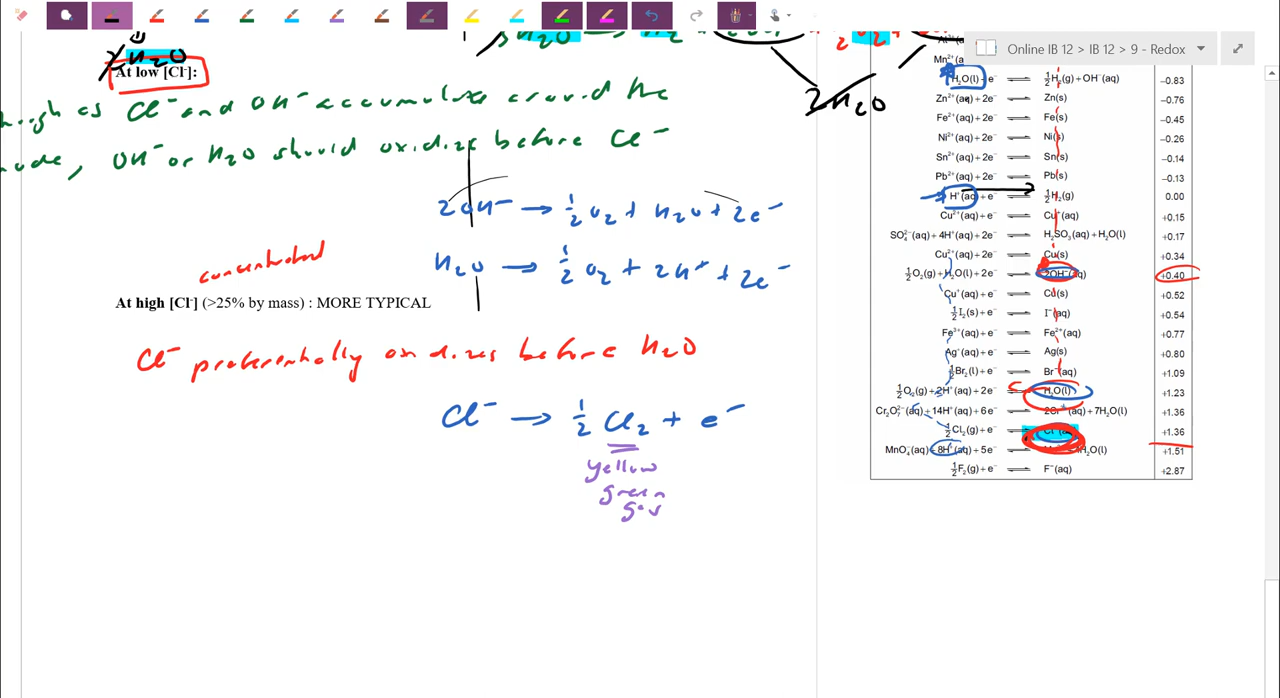 H₂O
At low [Cl⁻]:
though as Cl⁻ and OH⁻ accumulate around the
node, OH⁻ or H₂O should oxidize before Cl⁻
2OH⁻ → ½O₂ + H₂O + 2e⁻
H₂O → ½O₂ + 2H⁺ + 2e⁻
concentrated
At high [Cl⁻] (>25% by mass) : MORE TYPICAL
Cl⁻ preferentially oxidizes before H₂O
Cl⁻ → ½Cl₂ + e⁻
yellow
green
gas
2H₂O
Online IB 12 > IB 12 > 9 - Redox
Mn²⁺(a
H₂O(l) + e⁻ ⇌ ½H₂(g) + OH⁻(aq) −0.83
Zn²⁺(aq) + 2e⁻ ⇌ Zn(s) −0.76
Fe²⁺(aq) + 2e⁻ ⇌ Fe(s) −0.45
Ni²⁺(aq) + 2e⁻ ⇌ Ni(s) −0.26
Sn²⁺(aq) + 2e⁻ ⇌ Sn(s) −0.14
Pb²⁺(aq) + 2e⁻ ⇌ Pb(s) −0.13
H⁺(aq) + e⁻ ⇌ ½H₂(g) 0.00
Cu²⁺(aq) + e⁻ ⇌ Cu⁺(aq) +0.15
SO₄²⁻(aq) + 4H⁺(aq) + 2e⁻ ⇌ H₂SO₃(aq) + H₂O(l) +0.17
Cu²⁺(aq) + 2e⁻ ⇌ Cu(s) +0.34
½O₂(g) + H₂O(l) + 2e⁻ ⇌ 2OH⁻(aq) +0.40
Cu⁺(aq) + e⁻ ⇌ Cu(s) +0.52
½I₂(s) + e⁻ ⇌ I⁻(aq) +0.54
Fe³⁺(aq) + e⁻ ⇌ Fe²⁺(aq) +0.77
Ag⁺(aq) + e⁻ ⇌ Ag(s) +0.80
½Br₂(l) + e⁻ ⇌ Br⁻(aq) +1.09
½O₂(g) + 2H⁺(aq) + 2e⁻ ⇌ H₂O(l) +1.23
Cr₂O₇²⁻(aq) + 14H⁺(aq) + 6e⁻ ⇌ 2Cr³⁺(aq) + 7H₂O(l) +1.36
½Cl₂(g) + e⁻ ⇌ Cl⁻(aq) +1.36
MnO₄⁻(aq) + 8H⁺(aq) + 5e⁻ ⇌ H₂O(l) +1.51
½F₂(g) + e⁻ ⇌ F⁻(aq) +2.87